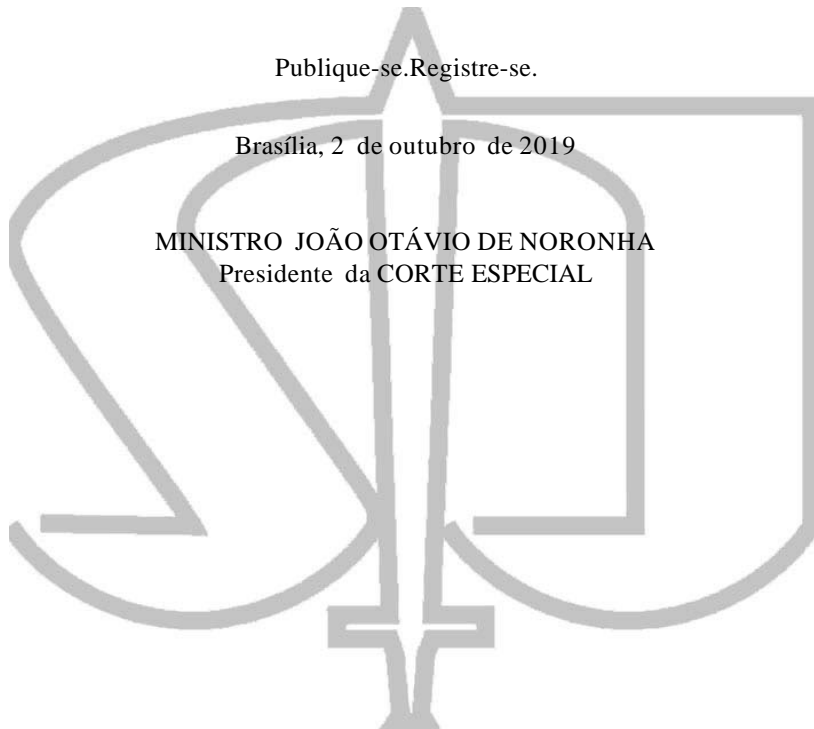 Publique-se.Registre-se.
Brasília, 2 de outubro de 2019
MINISTRO JOÃO OTÁVIO DE NORONHA
Presidente da CORTE ESPECIAL